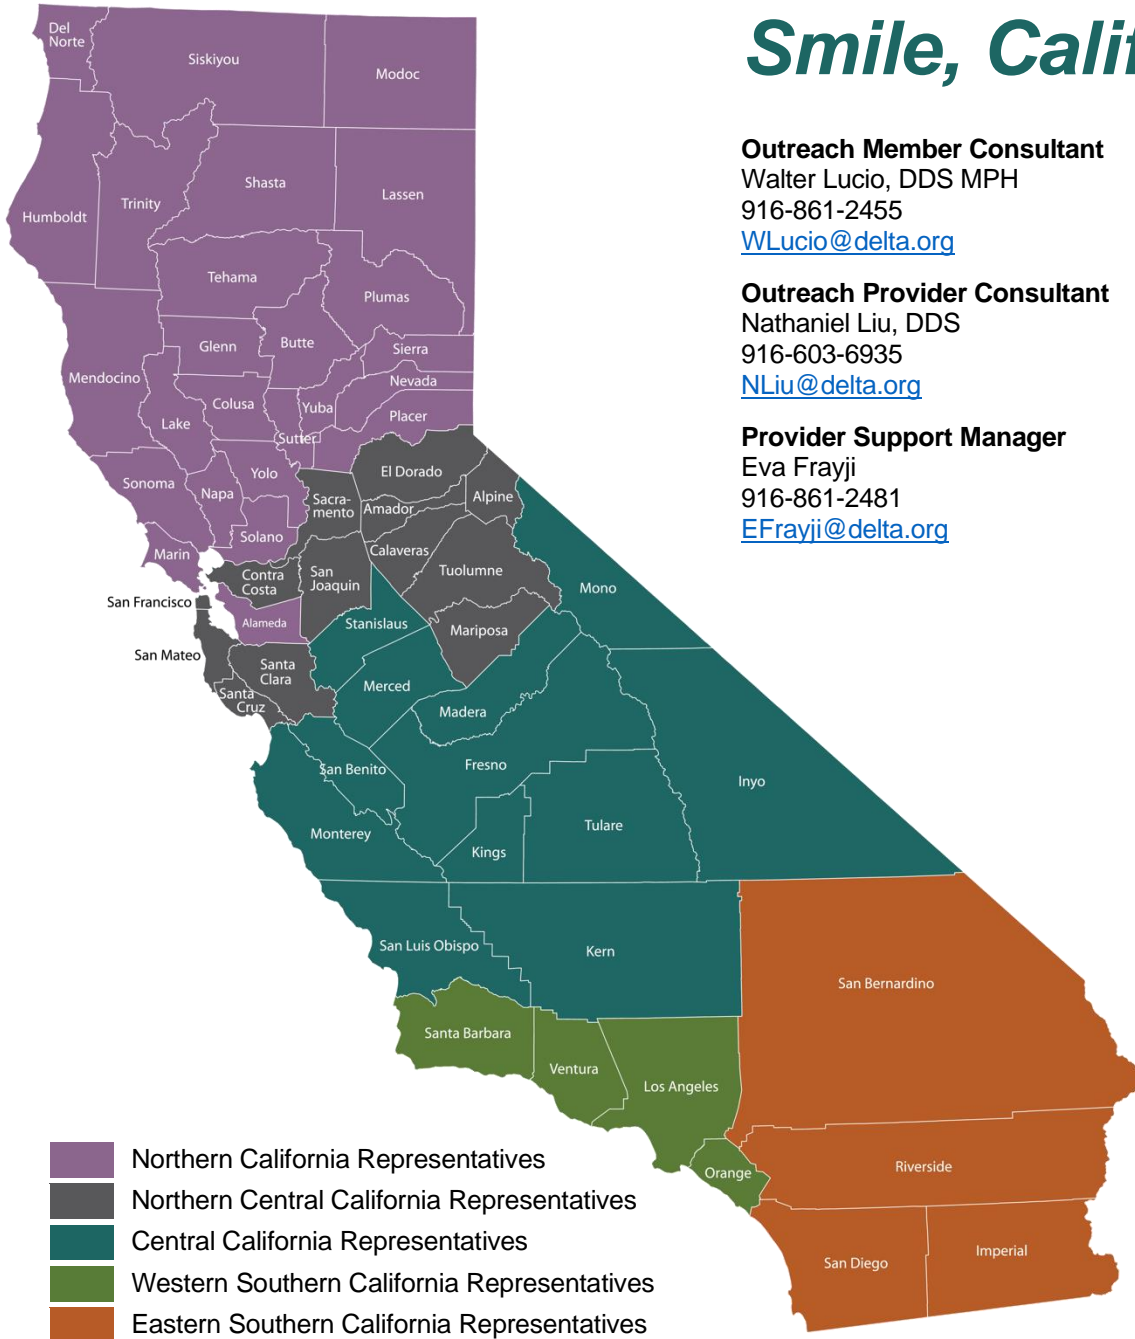 Smile, Calif
Outreach Member Consultant
Walter Lucio, DDS MPH
916-861-2455
WLucio@delta.org
Outreach Provider Consultant
Nathaniel Liu, DDS
916-603-6935
NLiu@delta.org
Provider Support Manager
Eva Frayji
916-861-2481
EFrayji@delta.org
Del
Norte
Siskiyou
Modoc
Humboldt
Trinity
Shasta
Lassen
Tehama
Plumas
Mendocino
Glenn
Butte
Sierra
Nevada
Lake
Colusa
Yuba
Placer
Sutter
Sonoma
Napa
Yolo
Solano
Marin
Sacra-
mento
El Dorado
Amador
Alpine
Calaveras
Contra
Costa
San
Joaquin
Tuolumne
San Francisco
Alameda
Stanislaus
Mariposa
Mono
San Mateo
Santa
Clara
Santa
Cruz
Merced
Madera
San Benito
Fresno
Inyo
Monterey
Kings
Tulare
San Luis Obispo
Kern
San Bernardino
Santa Barbara
Ventura
Los Angeles
Orange
Riverside
San Diego
Imperial
Northern California Representatives
Northern Central California Representatives
Central California Representatives
Western Southern California Representatives
Eastern Southern California Representatives